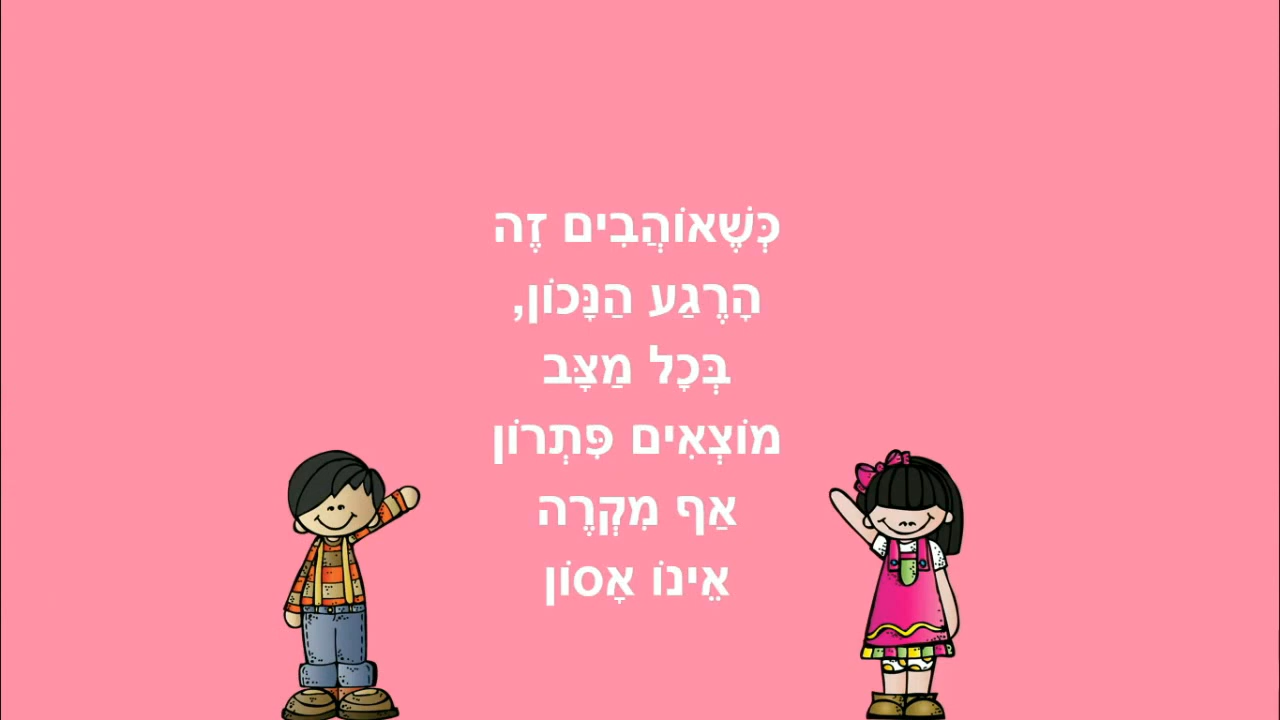 כְּשֶׁאוֹהֲבִים זֶה
הָרֶגַע הַנָּכוֹן,
בְּכָל מַצָּב
מוֹצְאִים פִּתְרוֹן
אַף מִקְרֶה
אֵינוֹ אָסוֹן